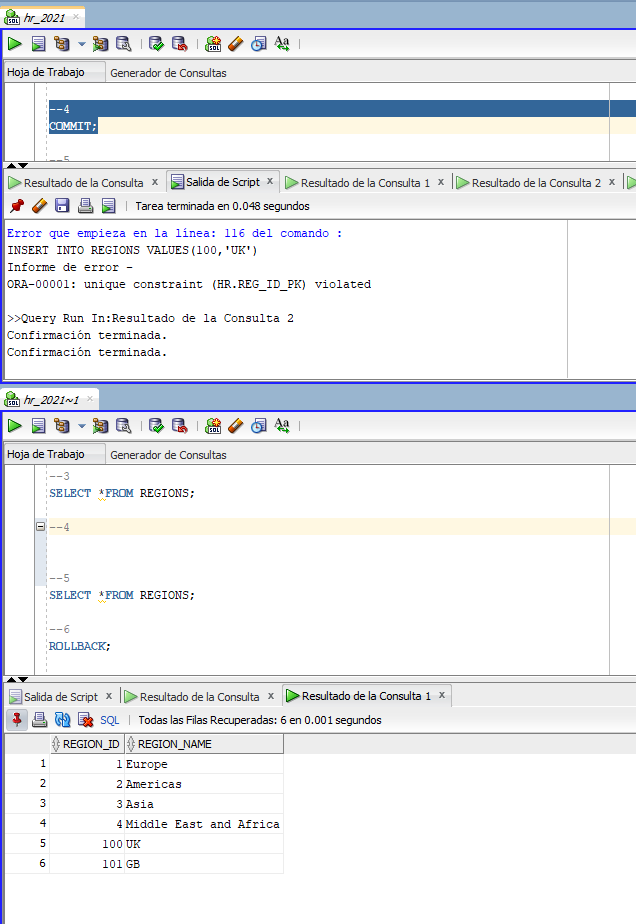 hr_2021
Hoja de Trabajo Generador de Consultas
--4
COMMIT;
--5
Resultado de la Consulta x Salida de Script x Resultado de la Consulta 1 x Resultado de la Consulta 2 x
Tarea terminada en 0.048 segundos
Error que empieza en la línea: 116 del comando :
INSERT INTO REGIONS VALUES(100,'UK')
Informe de error -
ORA-00001: unique constraint (HR.REG_ID_PK) violated
>>Query Run In:Resultado de la Consulta 2
Confirmación terminada.
Confirmación terminada.
hr_2021~1
Hoja de Trabajo Generador de Consultas
--3
SELECT *FROM REGIONS;
--4
--5
SELECT *FROM REGIONS;
--6
ROLLBACK;
Salida de Script x Resultado de la Consulta x Resultado de la Consulta 1 x
SQL Todas las Filas Recuperadas: 6 en 0.001 segundos
REGION_ID REGION_NAME
1 1 Europe
2 2 Americas
3 3 Asia
4 4 Middle East and Africa
5 100 UK
6 101 GB